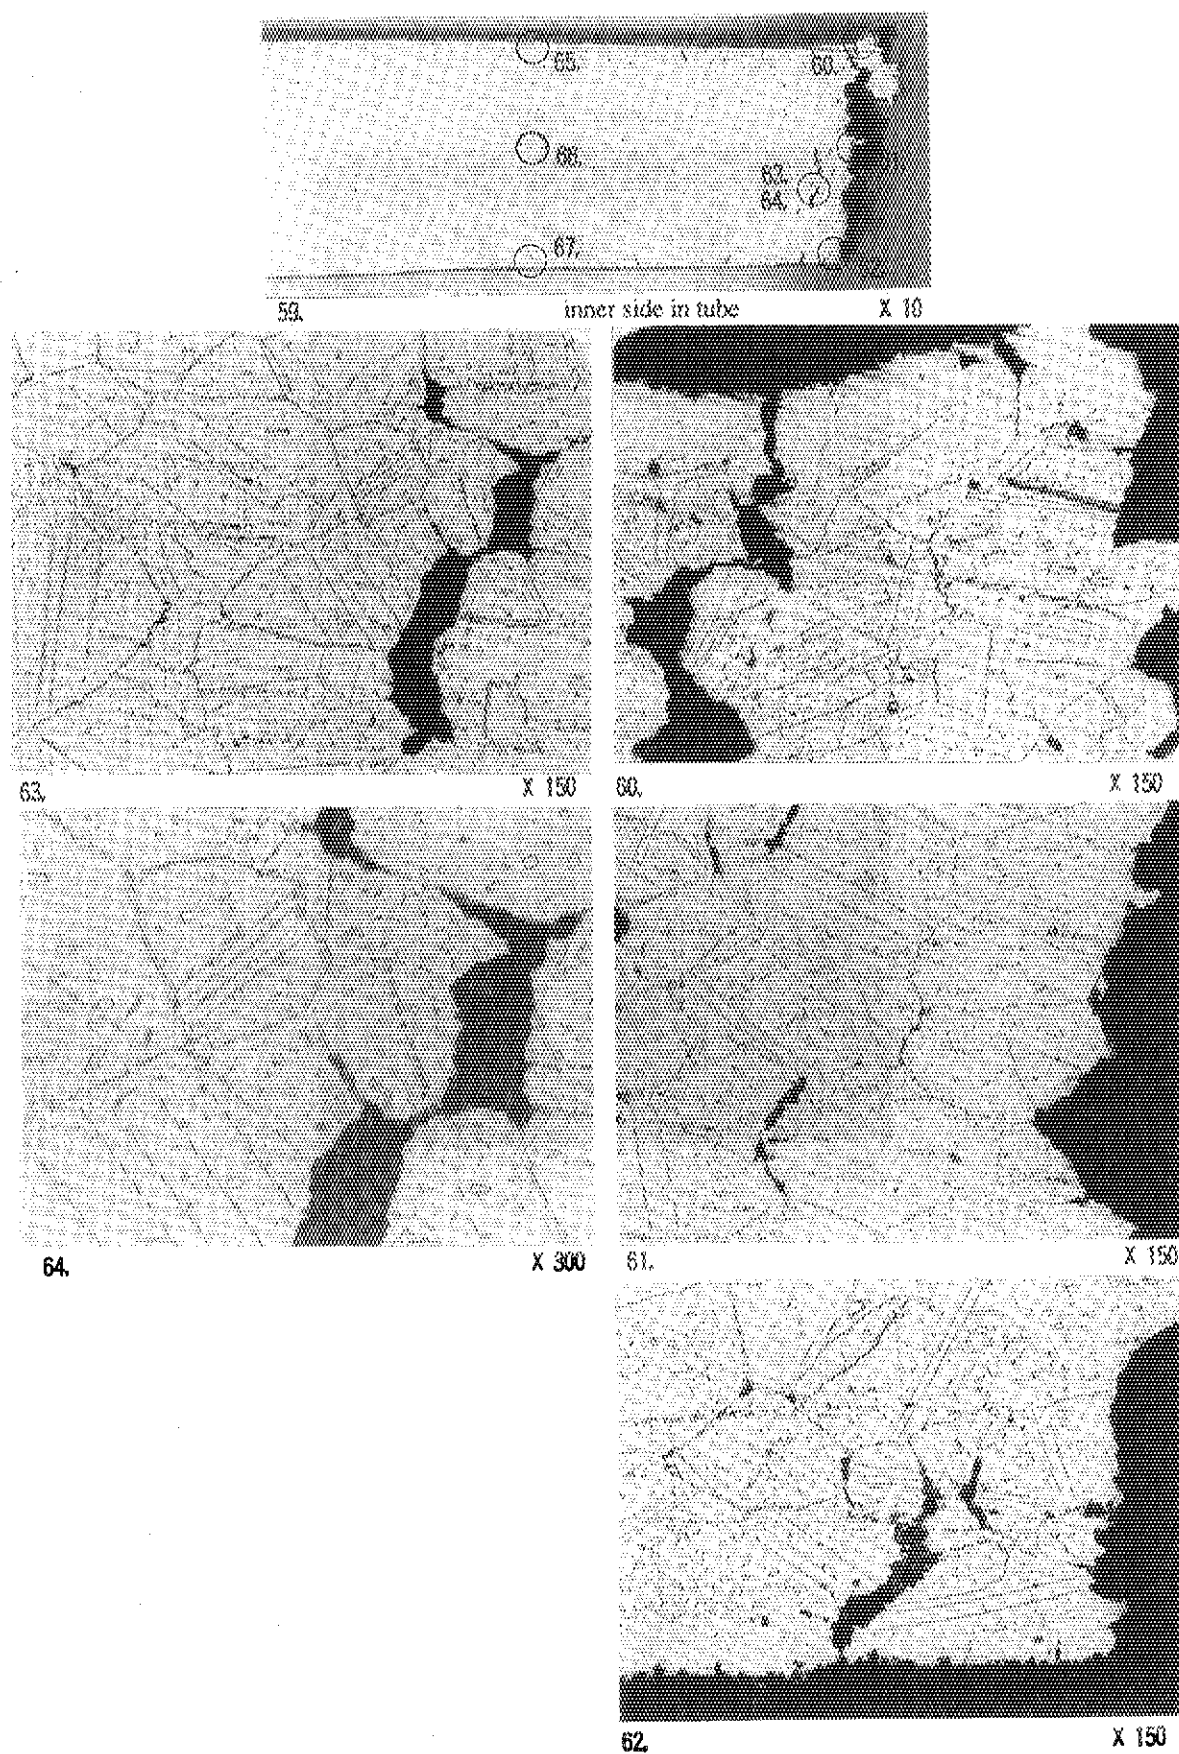 65.
60.
66.
63.
64.
67.
59. inner side in tube X 10
63. X 150
60. X 150
64. X 300
61. X 150
62. X 150